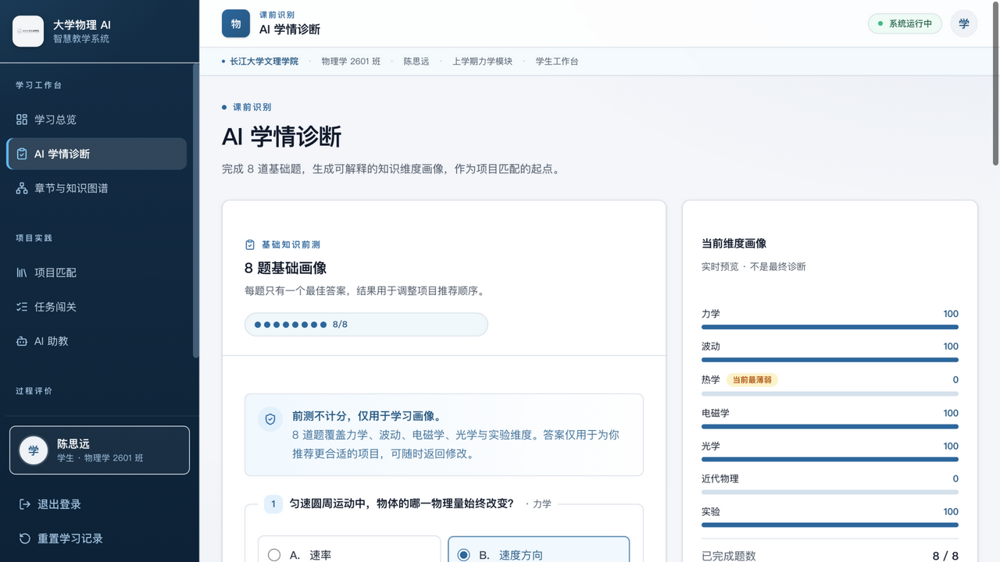 大学物理 AI
智慧教学系统
学习工作台
学习总览
AI 学情诊断
章节与知识图谱
项目实践
项目匹配
任务闯关
AI 助教
过程评价
学
陈思远
学生 · 物理学 2601 班
退出登录
重置学习记录
物
课前识别
AI 学情诊断
系统运行中
学
长江大学文理学院 · 物理学 2601 班 · 陈思远 · 上学期力学模块 · 学生工作台
课前识别
AI 学情诊断
完成 8 道基础题，生成可解释的知识维度画像，作为项目匹配的起点。
基础知识前测
8 题基础画像
每题只有一个最佳答案，结果用于调整项目推荐顺序。
8/8
前测不计分，仅用于学习画像。
8 道题覆盖力学、波动、电磁学、光学与实验维度。答案仅用于为你
推荐更合适的项目，可随时返回修改。
1 匀速圆周运动中，物体的哪一物理量始终改变？ · 力学
A. 速率
B. 速度方向
当前维度画像
实时预览 · 不是最终诊断
力学 100
波动 100
热学 当前最薄弱 0
电磁学 100
光学 100
近代物理 0
实验 100
已完成题数 8 / 8